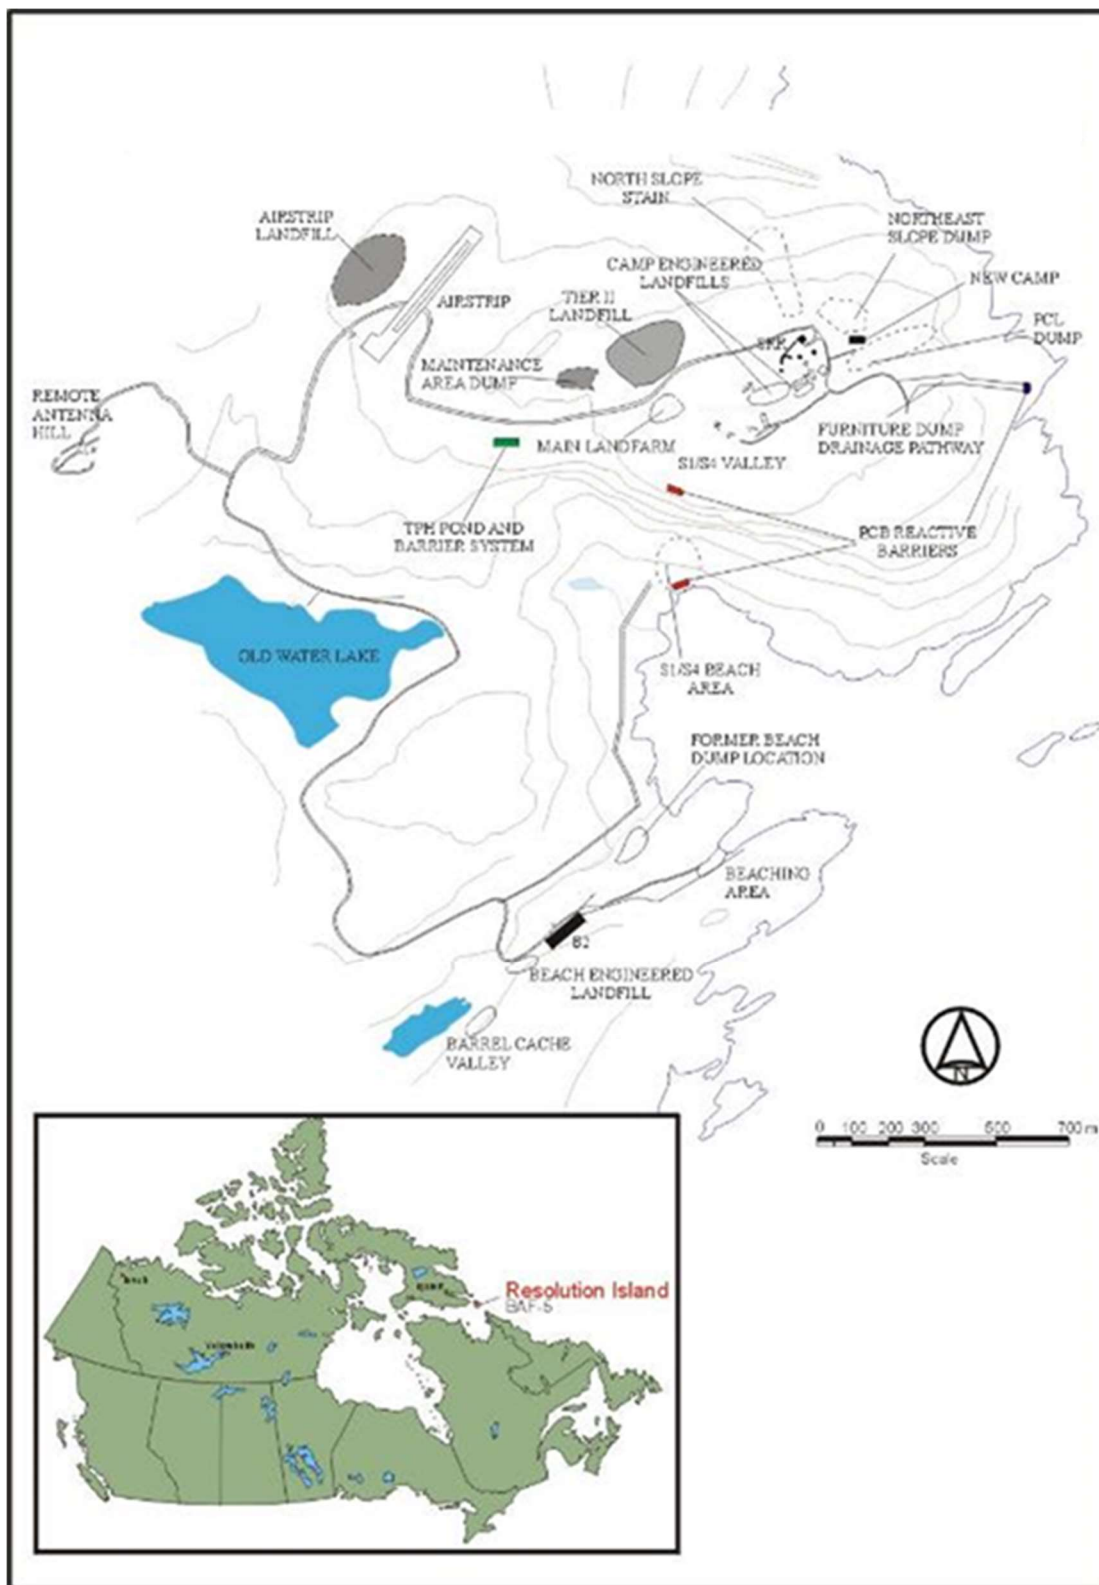 NORTH SLOPE
STAIN
AIRSTRIP
LANDFILL
NORTHEAST
SLOPE DUMP
CAMP ENGINEERED
LANDFILLS
NEW CAMP
AIRSTRIP
TIER II
LANDFILL
PCL
DUMP
MAINTENANCE
AREA DUMP
REMOTE
ANTENNA
HILL
MAIN LANDFARM
FURNITURE DUMP
DRAINAGE PATHWAY
S1/S4 VALLEY
TPH POND AND
BARRIER SYSTEM
PCB REACTIVE
BARRIERS
OLD WATER LAKE
S1/S4 BEACH
AREA
FORMER BEACH
DUMP LOCATION
BEACHING
AREA
B2
BEACH ENGINEERED
LANDFILL
BARREL CACHE
VALLEY
N
0 100 200 300 500 700 m
Scale
Resolution Island
BAF-5